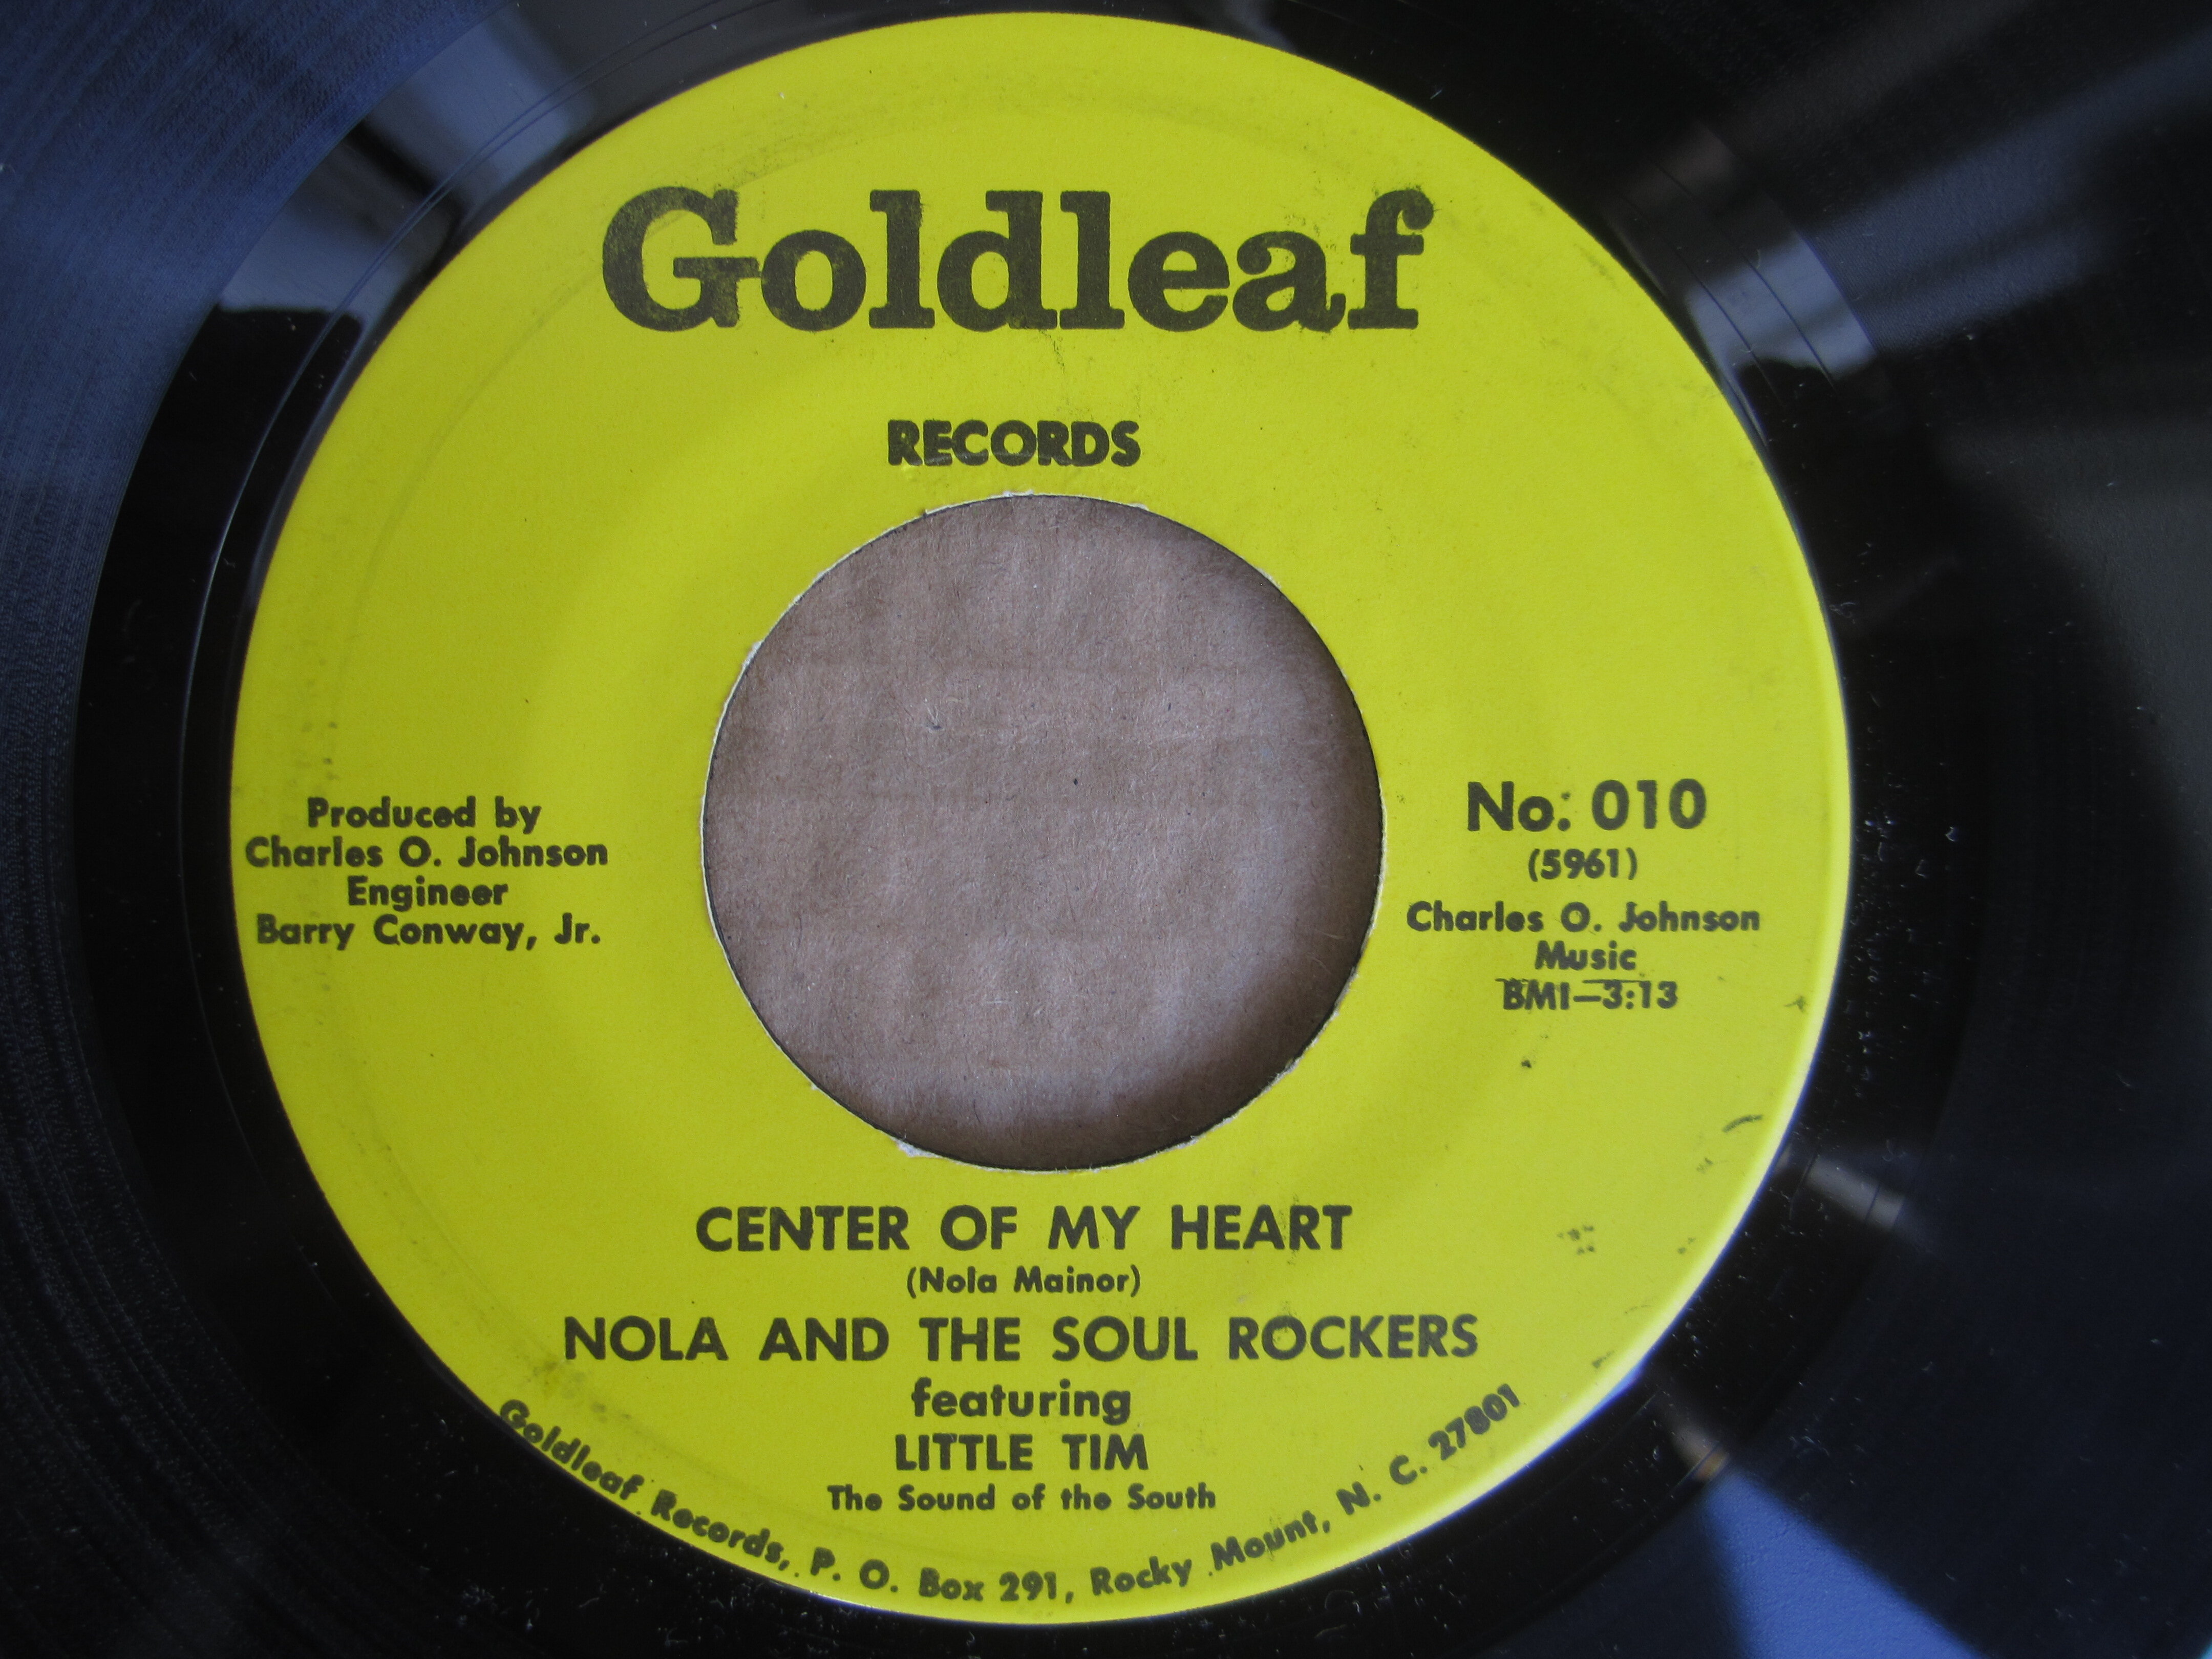 Goldleaf
RECORDS
Produced by
Charles O. Johnson
Engineer
Barry Conway, Jr.
No. 010
(5961)
Charles O. Johnson
Music
BMI—3:13
CENTER OF MY HEART
(Nola Mainor)
NOLA AND THE SOUL ROCKERS
featuring
LITTLE TIM
The Sound of the South
Goldleaf Records, P. O. Box 291, Rocky Mount, N. C. 27801